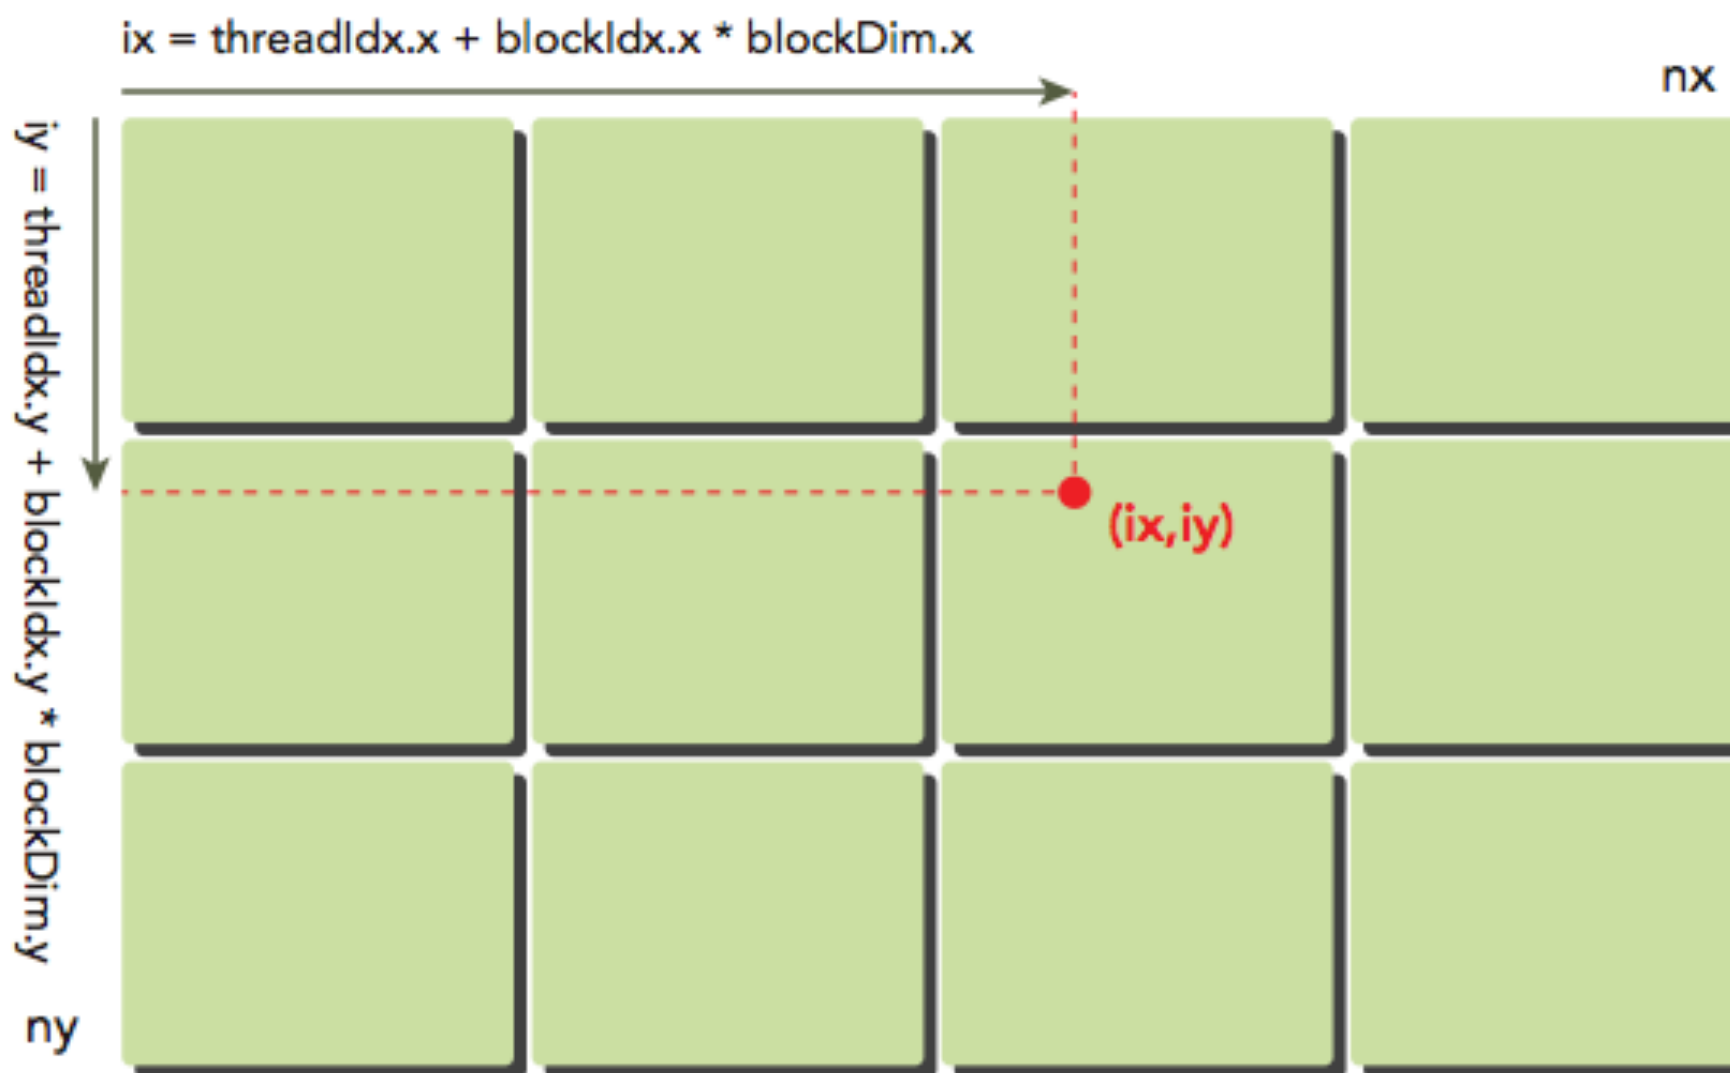 ix = threadIdx.x + blockIdx.x * blockDim.x
nx
iy = threadIdx.y + blockIdx.y * blockDim.y
(ix,iy)
ny